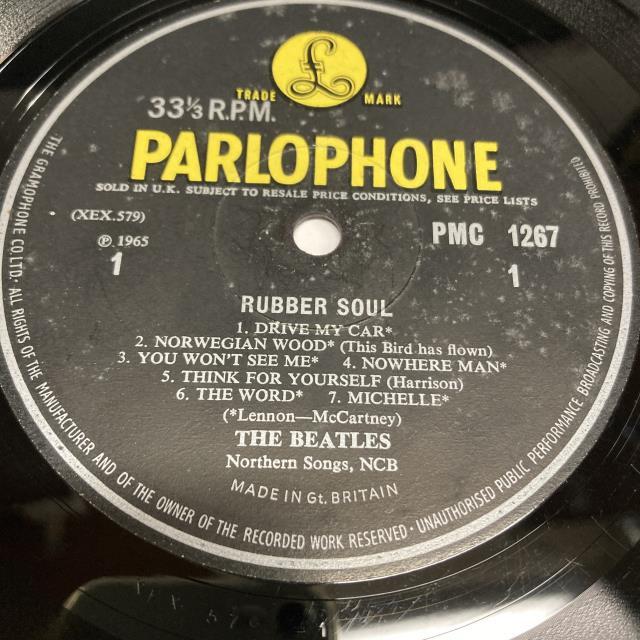 £
TRADE MARK
33⅓ R.P.M.
PARLOPHONE
SOLD IN U.K. SUBJECT TO RESALE PRICE CONDITIONS, SEE PRICE LISTS
(XEX.579)
PMC 1267
℗ 1965
1
1
RUBBER SOUL
1. DRIVE MY CAR*
2. NORWEGIAN WOOD* (This Bird has flown)
3. YOU WON'T SEE ME* 4. NOWHERE MAN*
5. THINK FOR YOURSELF (Harrison)
6. THE WORD* 7. MICHELLE*
(*Lennon—McCartney)
THE BEATLES
Northern Songs, NCB
MADE IN Gt. BRITAIN
THE GRAMOPHONE CO LTD· ALL RIGHTS OF THE MANUFACTURER AND OF THE OWNER OF THE RECORDED WORK RESERVED · UNAUTHORISED PUBLIC PERFORMANCE BROADCASTING AND COPYING OF THIS RECORD PROHIBITED